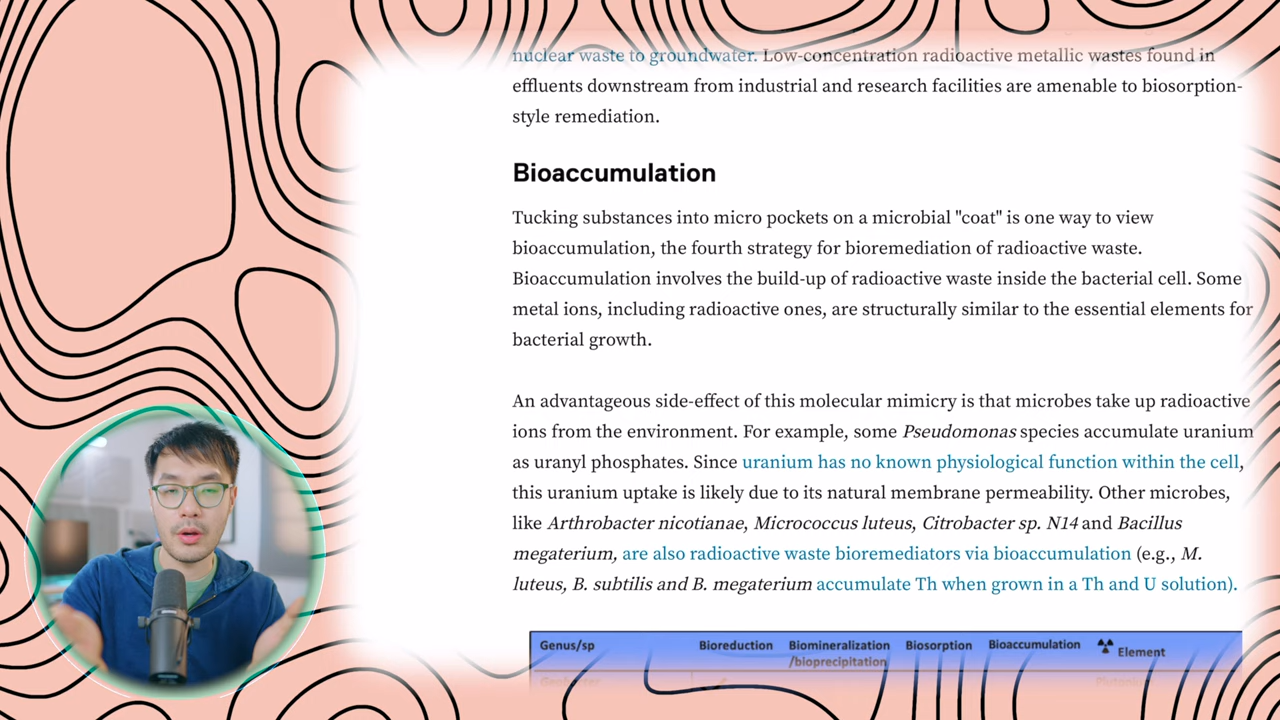 nuclear waste to groundwater. Low-concentration radioactive metallic wastes found in
effluents downstream from industrial and research facilities are amenable to biosorption-
style remediation.
Bioaccumulation
Tucking substances into micro pockets on a microbial "coat" is one way to view
bioaccumulation, the fourth strategy for bioremediation of radioactive waste.
Bioaccumulation involves the build-up of radioactive waste inside the bacterial cell. Some
metal ions, including radioactive ones, are structurally similar to the essential elements for
bacterial growth.
An advantageous side-effect of this molecular mimicry is that microbes take up radioactive
ions from the environment. For example, some Pseudomonas species accumulate uranium
as uranyl phosphates. Since uranium has no known physiological function within the cell,
this uranium uptake is likely due to its natural membrane permeability. Other microbes,
like Arthrobacter nicotianae, Micrococcus luteus, Citrobacter sp. N14 and Bacillus
megaterium, are also radioactive waste bioremediators via bioaccumulation (e.g., M.
luteus, B. subtilis and B. megaterium accumulate Th when grown in a Th and U solution).
Genus/sp Bioreduction Biomineralization Biosorption Bioaccumulation Element
/bioprecipitation